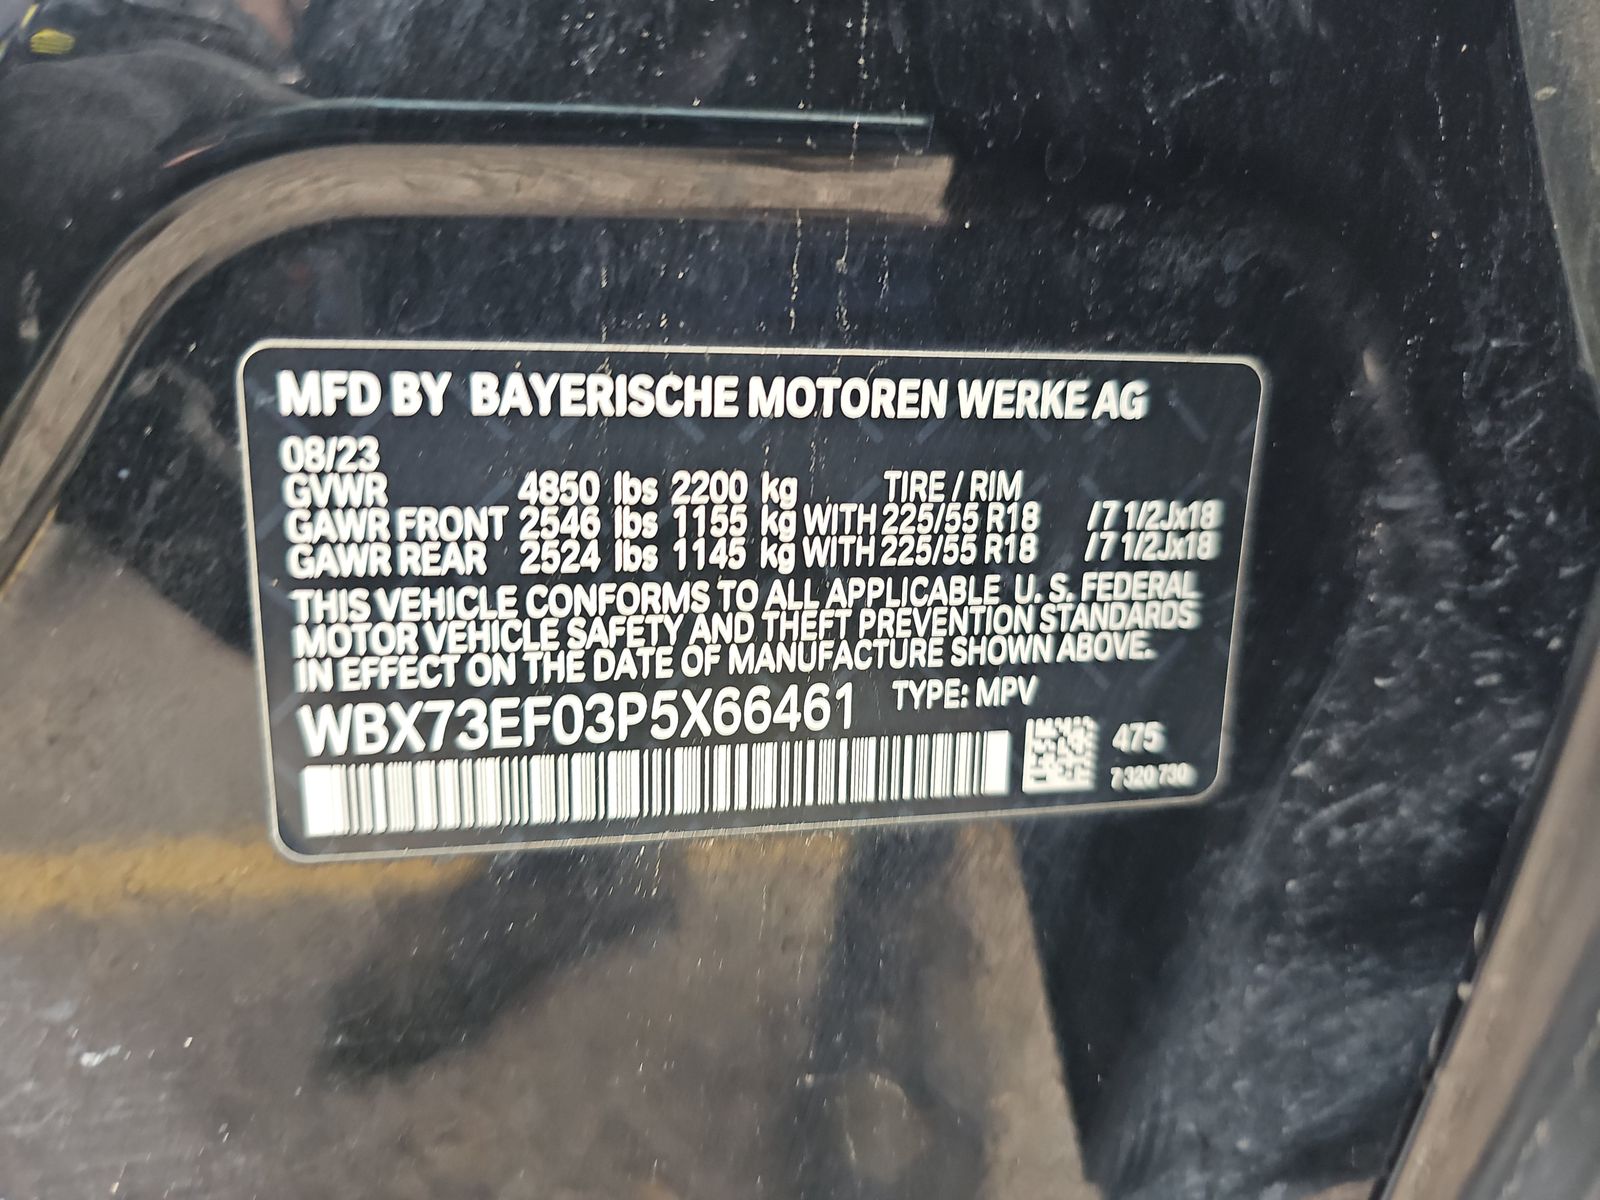 MFD BY BAYERISCHE MOTOREN WERKE AG
08/23
GVWR 4850 lbs 2200 kg TIRE / RIM
GAWR FRONT 2546 lbs 1155 kg WITH 225/55 R18 /7 1/2Jx18
GAWR REAR 2524 lbs 1145 kg WITH 225/55 R18 /7 1/2Jx18
THIS VEHICLE CONFORMS TO ALL APPLICABLE U. S. FEDERAL
MOTOR VEHICLE SAFETY AND THEFT PREVENTION STANDARDS
IN EFFECT ON THE DATE OF MANUFACTURE SHOWN ABOVE.
WBX73EF03P5X66461 TYPE: MPV
475
7 320 730